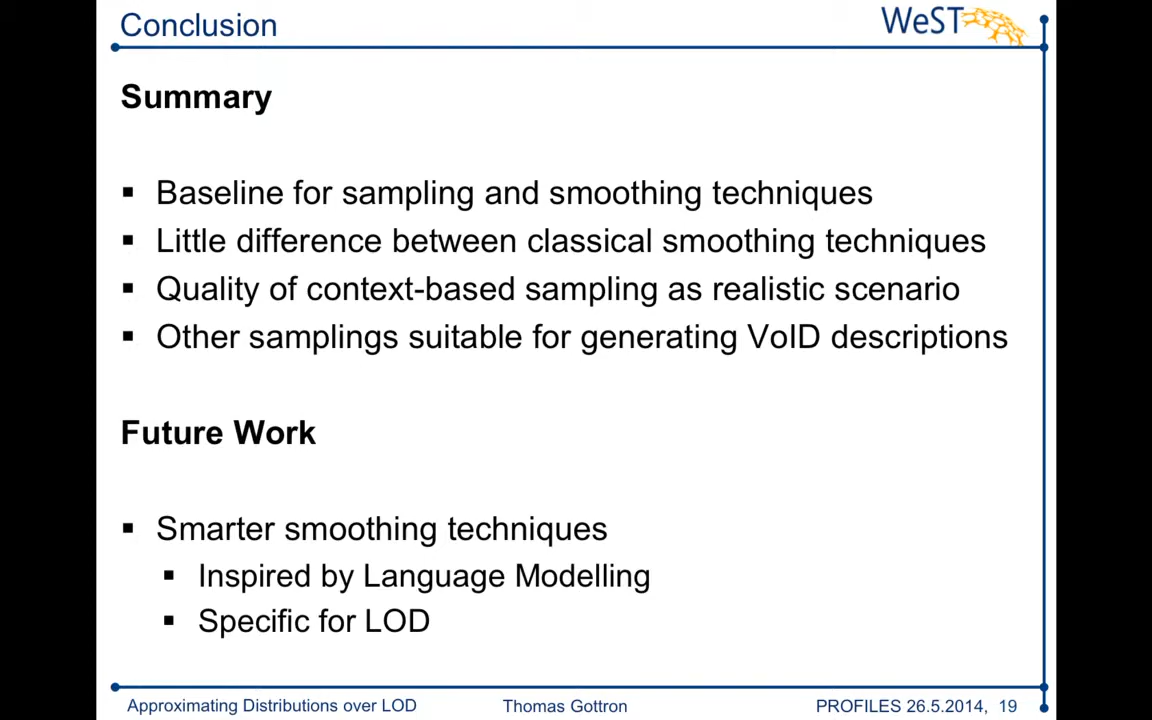 Conclusion
WeST
Summary
▪ Baseline for sampling and smoothing techniques
▪ Little difference between classical smoothing techniques
▪ Quality of context-based sampling as realistic scenario
▪ Other samplings suitable for generating VoID descriptions
Future Work
▪ Smarter smoothing techniques
▪ Inspired by Language Modelling
▪ Specific for LOD
Approximating Distributions over LOD Thomas Gottron PROFILES 26.5.2014, 19